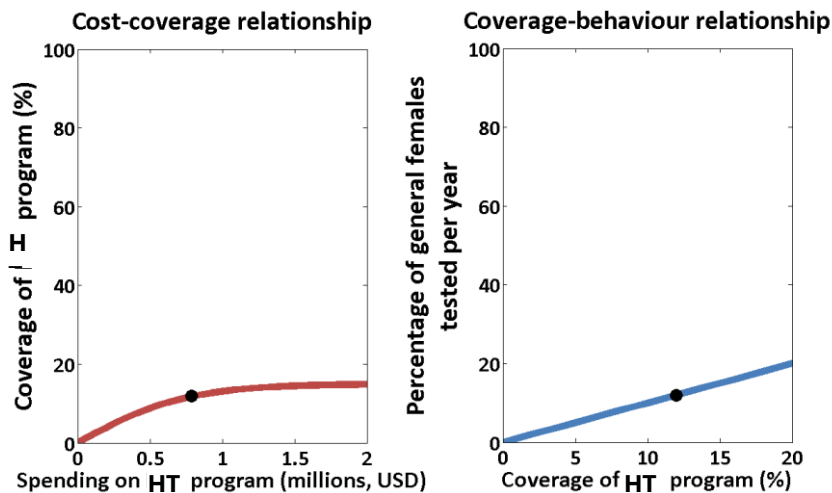 Cost-coverage relationship
Coverage of H program (%)
100
80
60
40
20
0
0 0.5 1 1.5 2
Spending on HT program (millions, USD)
Coverage-behaviour relationship
Percentage of general females
tested per year
100
80
60
40
20
0
0 5 10 15 20
Coverage of HT program (%)